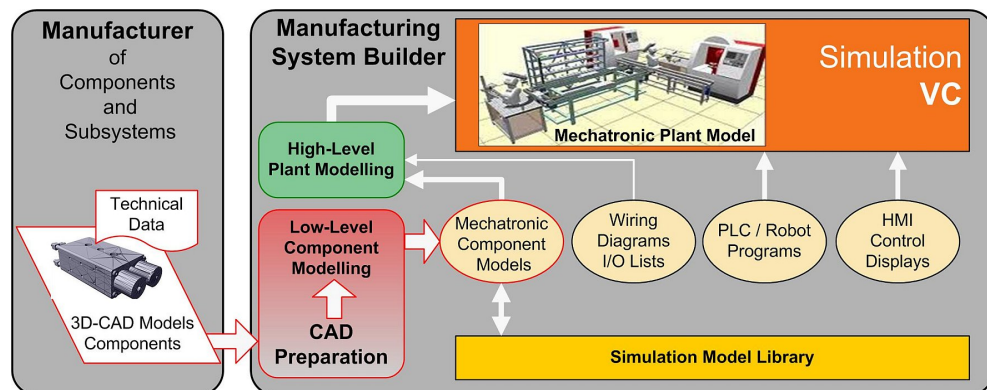 Manufacturer
of
Components
and
Subsystems
Technical
Data
3D-CAD Models
Components
Manufacturing
System Builder
Simulation
VC
Mechatronic Plant Model
High-Level
Plant Modelling
Low-Level
Component
Modelling
CAD
Preparation
Mechatronic
Component
Models
Wiring
Diagrams
I/O Lists
PLC / Robot
Programs
HMI
Control
Displays
Simulation Model Library